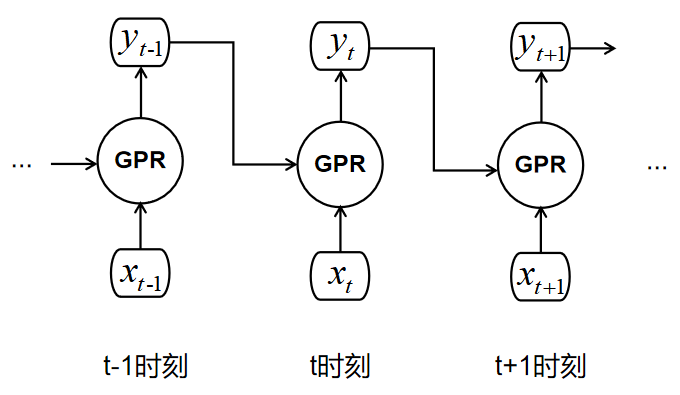 y_{t-1} y_t y_{t+1}
... GPR GPR GPR ...
x_{t-1} x_t x_{t+1}
t-1时刻 t时刻 t+1时刻